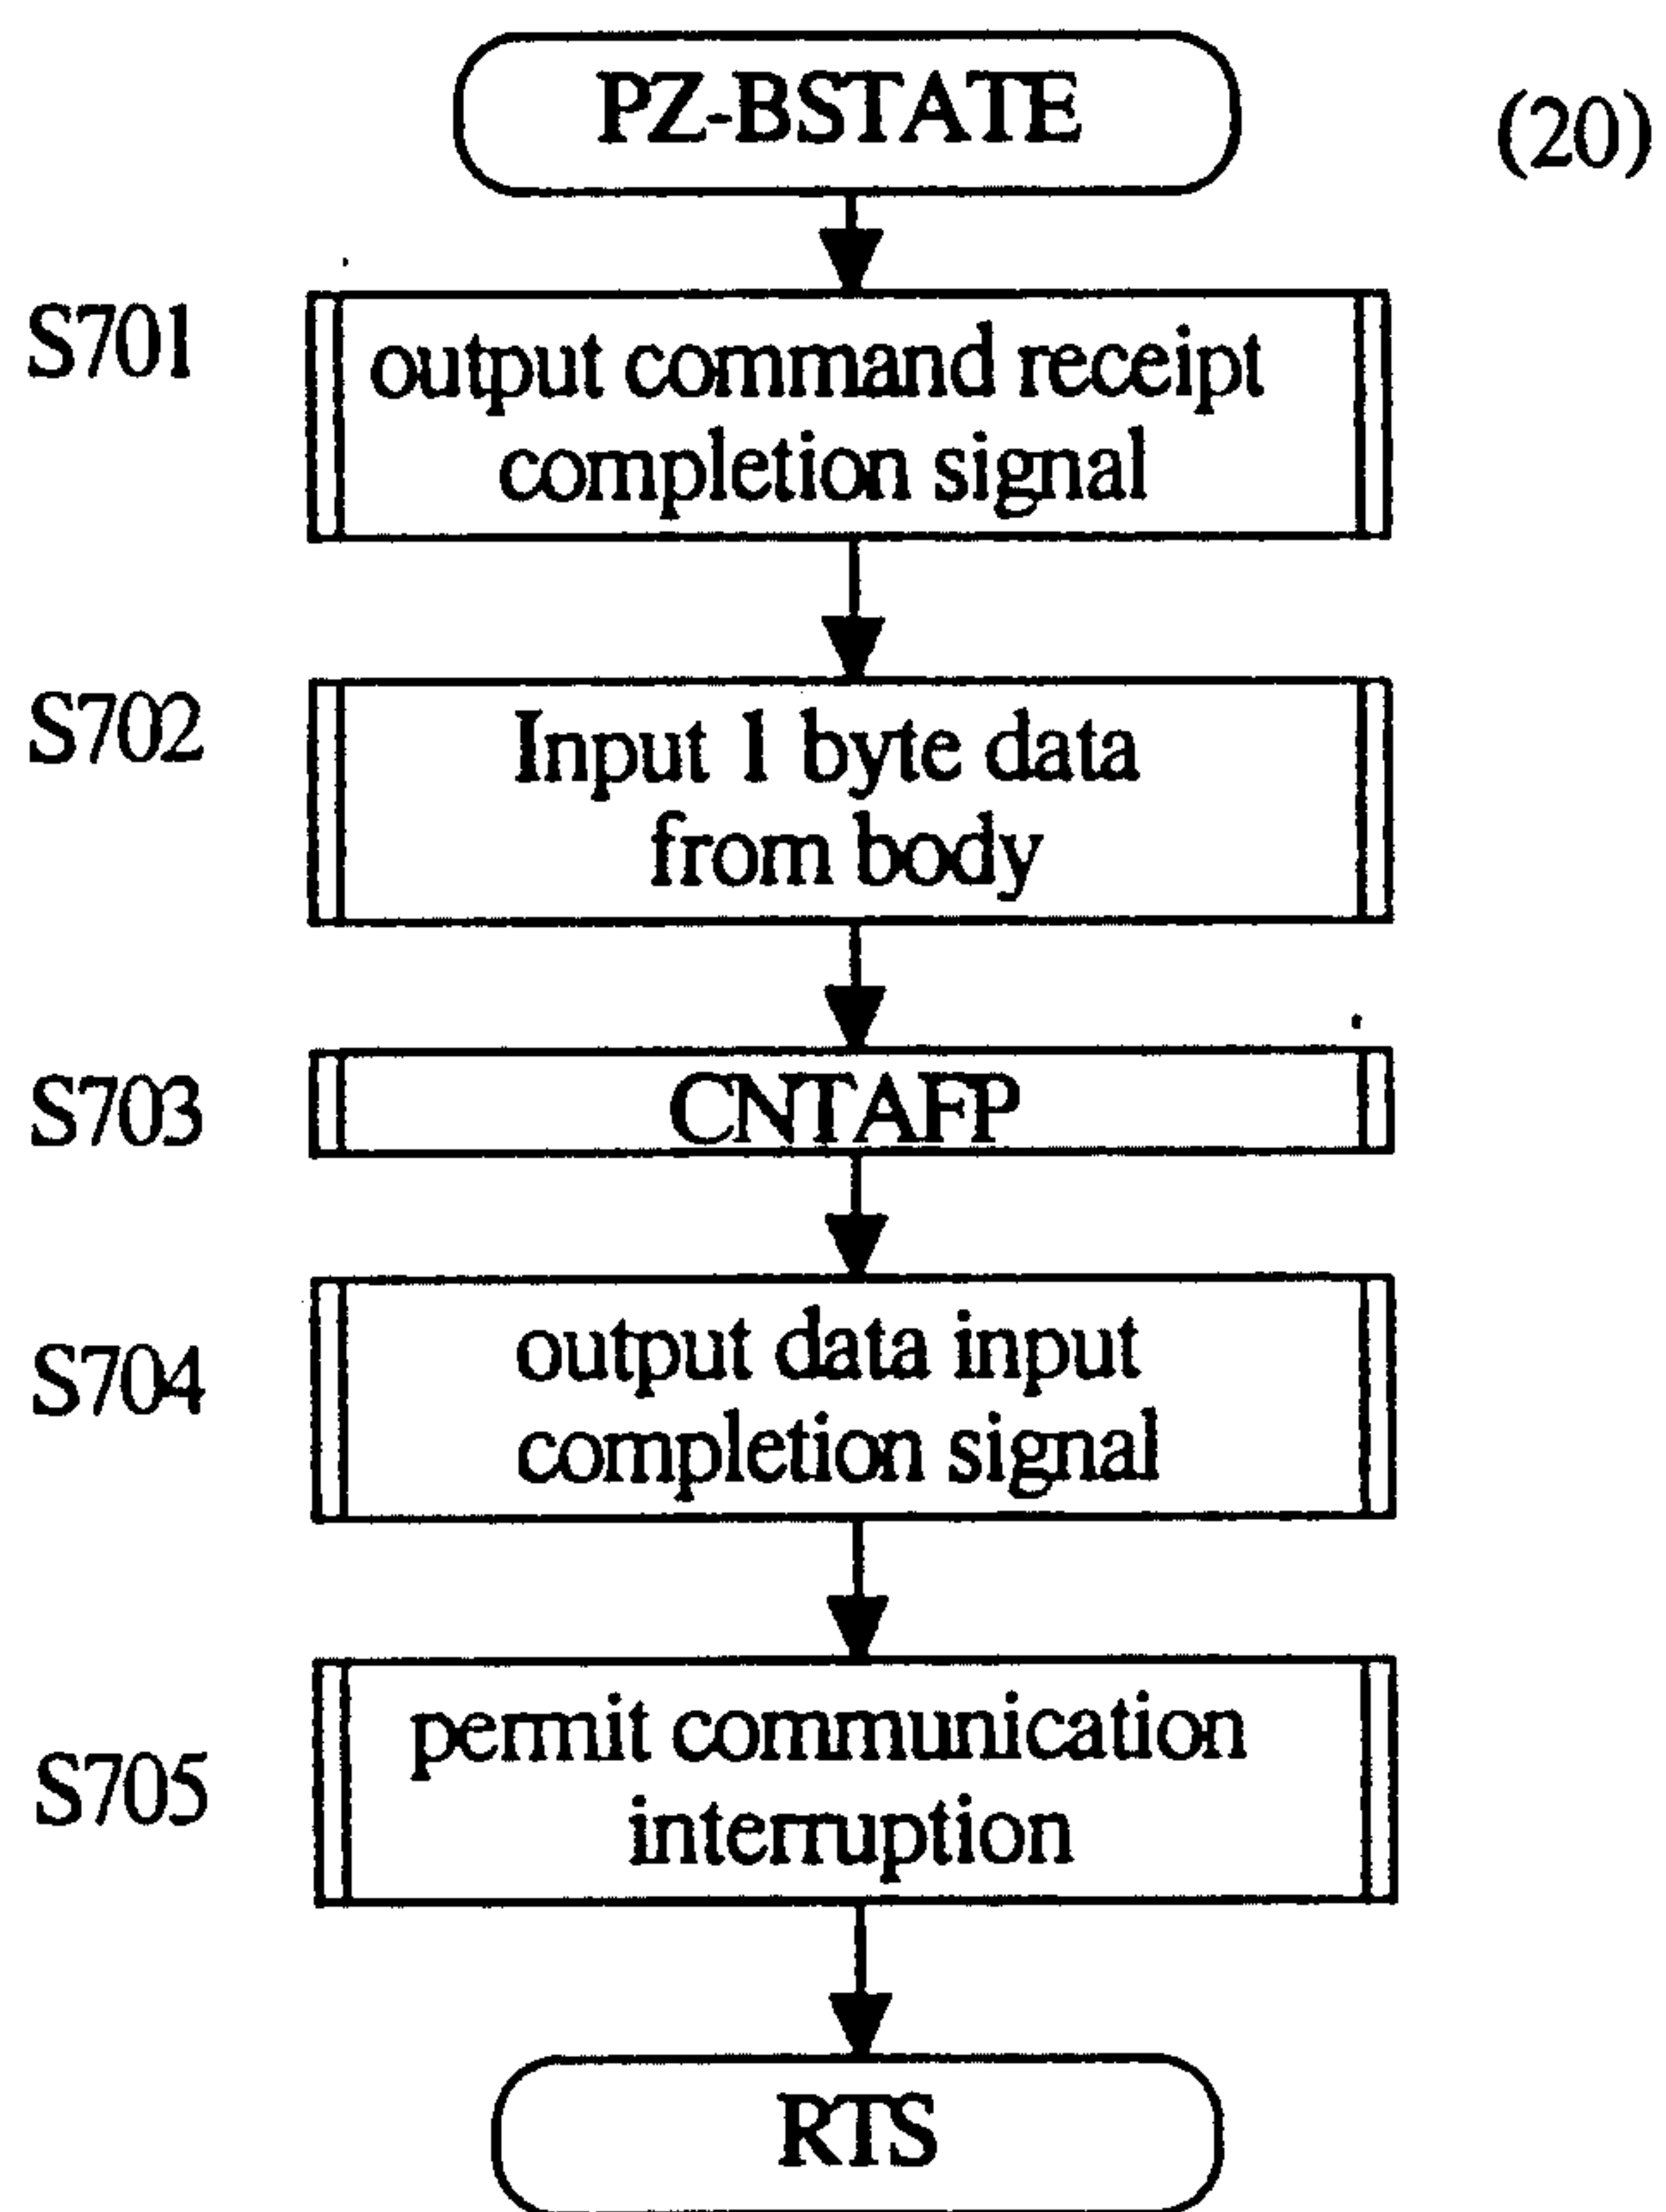 PZ-BSTATE
(20)
S701
output command receipt
completion signal
S702
Input 1 byte data
from body
S703
CNTAFP
S704
output data input
completion signal
S705
permit communication
interruption
RTS